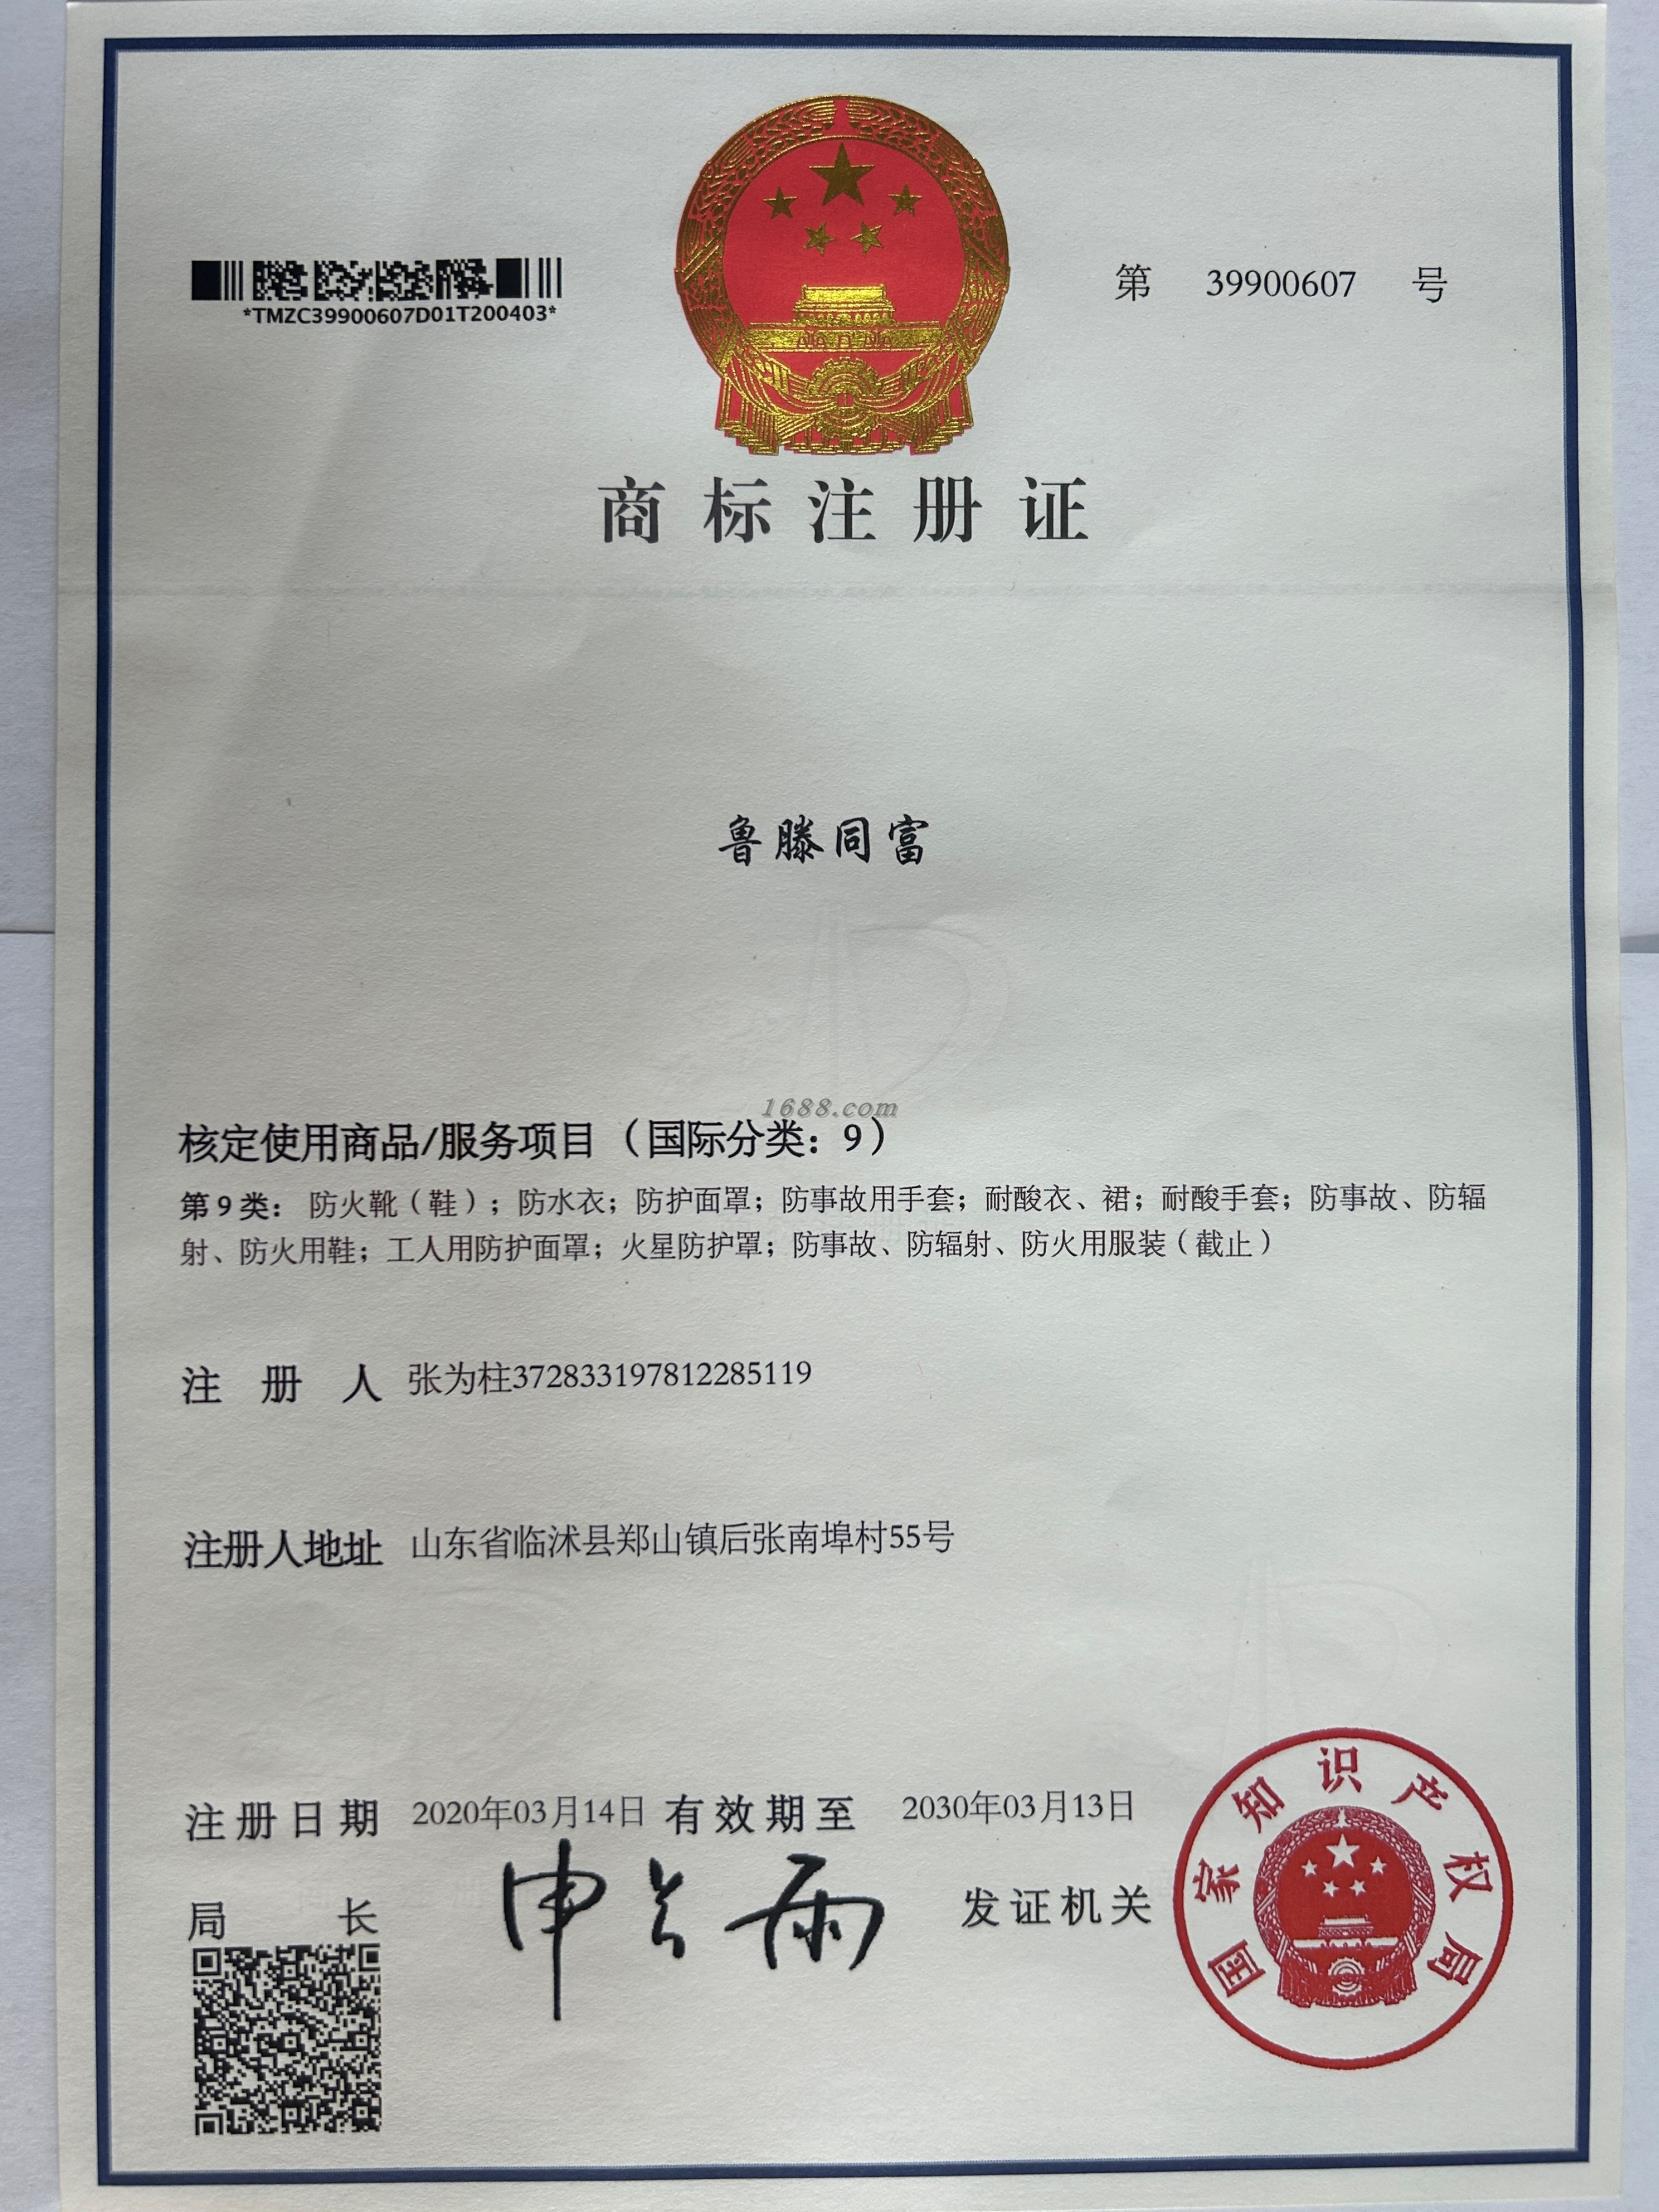 第 39900607 号
*TMZC39900607D01T200403*
商标注册证
鲁滕同富
1688.com
核定使用商品/服务项目（国际分类：9）
第9类：防火靴（鞋）；防水衣；防护面罩；防事故用手套；耐酸衣、裙；耐酸手套；防事故、防辐
射、防火用鞋；工人用防护面罩；火星防护罩；防事故、防辐射、防火用服装（截止）
注册人 张为柱372833197812285119
注册人地址 山东省临沭县郑山镇后张南埠村55号
注册日期 2020年03月14日 有效期至 2030年03月13日
局长 申长雨 发证机关
国家知识产权局